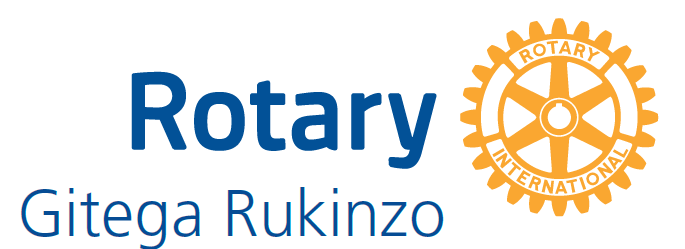 Rotary
Gitega Rukinzo
ROTARY
INTERNATIONAL